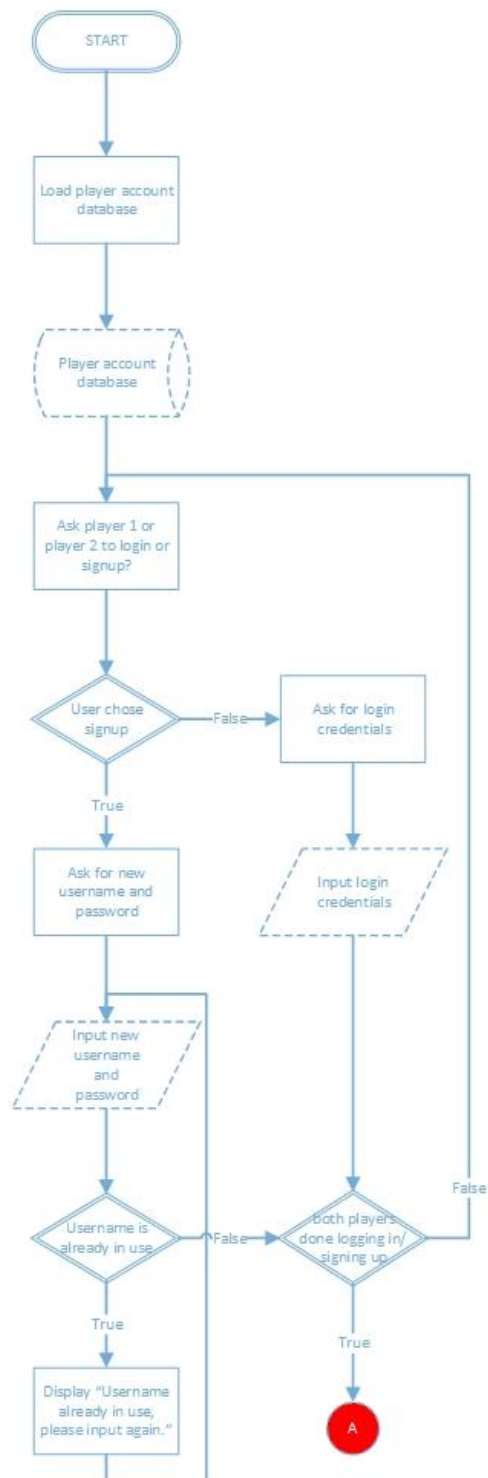 START
Load player account
database
Player account
database
Ask player 1 or
player 2 to login or
signup?
User chose
signup
False
Ask for login
credentials
True
Ask for new
username and
password
Input login
credentials
Input new
username
and
password
Username is
already in use
False
both players
done logging in/
signing up
False
True
True
Display “Username
already in use,
please input again.”
A